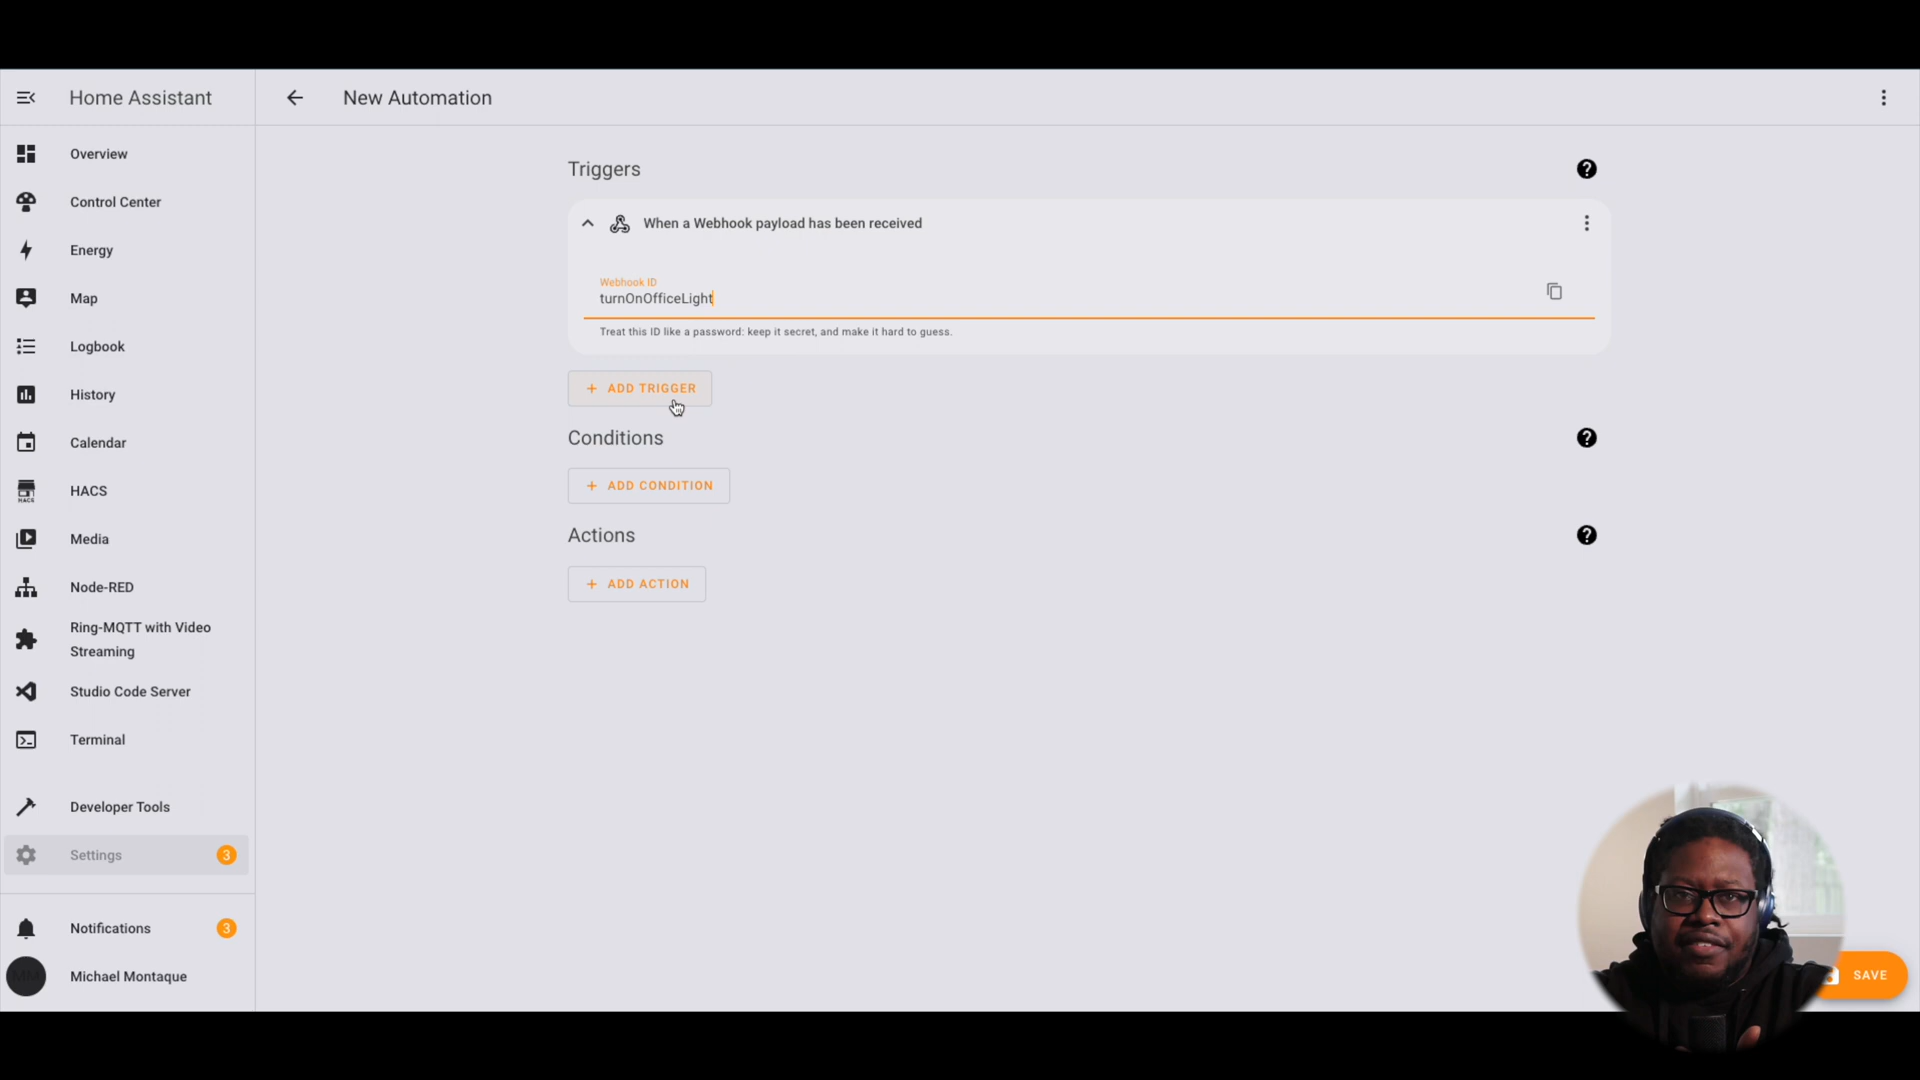 Home Assistant
New Automation
Overview
Control Center
Energy
Map
Logbook
History
Calendar
HACS
HACS
Media
Node-RED
Ring-MQTT with Video
Streaming
Studio Code Server
Terminal
Developer Tools
Settings 3
Notifications 3
MM Michael Montaque
Triggers
When a Webhook payload has been received
Webhook ID
turnOnOfficeLight
Treat this ID like a password: keep it secret, and make it hard to guess.
+ ADD TRIGGER
Conditions
+ ADD CONDITION
Actions
+ ADD ACTION
SAVE